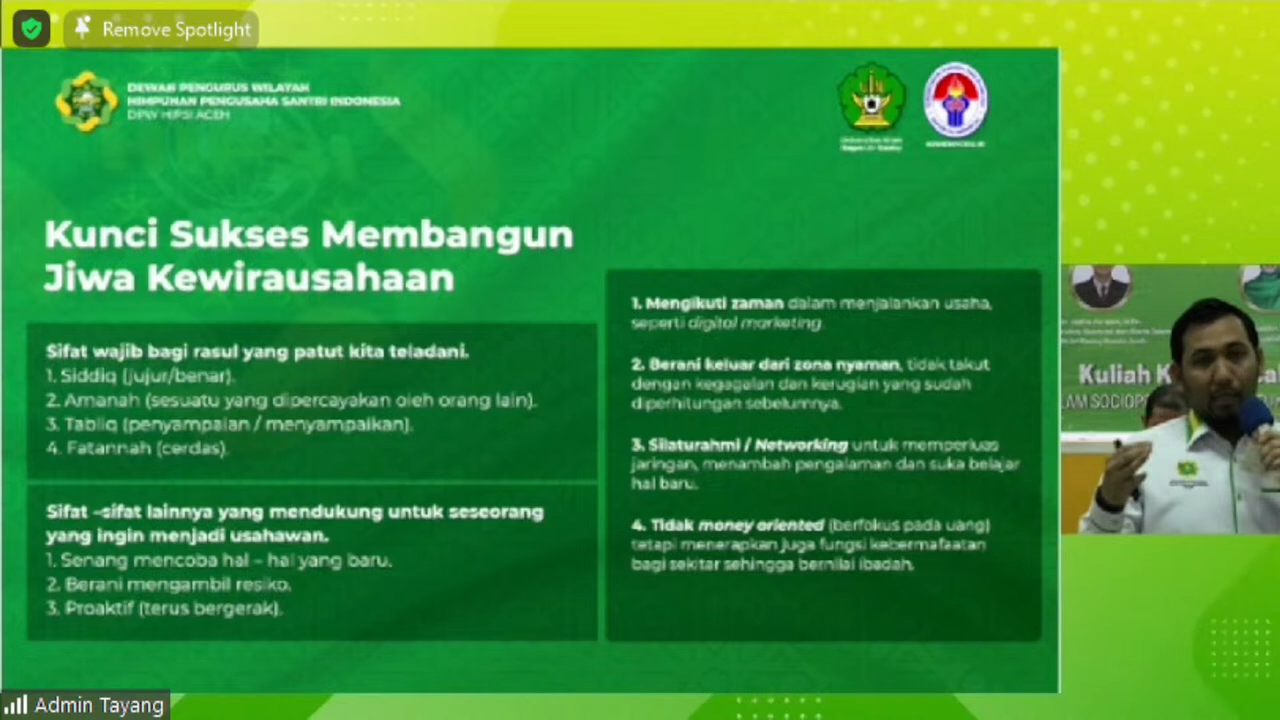 Remove Spotlight
DEWAN PENGURUS WILAYAH
HIMPUNAN PENGUSAHA SANTRI INDONESIA
DPW HIPSI ACEH
Kunci Sukses Membangun
Jiwa Kewirausahaan
Sifat wajib bagi rasul yang patut kita teladani.
1. Siddiq (jujur/benar).
2. Amanah (sesuatu yang dipercayakan oleh orang lain).
3. Tabliq (penyampaian / menyampaikan).
4. Fatannah (cerdas).
Sifat –sifat lainnya yang mendukung untuk seseorang
yang ingin menjadi usahawan.
1. Senang mencoba hal – hal yang baru.
2. Berani mengambil resiko.
3. Proaktif (terus bergerak).
1. Mengikuti zaman dalam menjalankan usaha,
seperti digital marketing.
2. Berani keluar dari zona nyaman, tidak takut
dengan kegagalan dan kerugian yang sudah
diperhitungan sebelumnya.
3. Silaturahmi / Networking untuk memperluas
jaringan, menambah pengalaman dan suka belajar
hal baru.
4. Tidak money oriented (berfokus pada uang)
tetapi menerapkan juga fungsi kebermafaatan
bagi sekitar sehingga bernilai ibadah.
Kuliah K
Admin Tayang